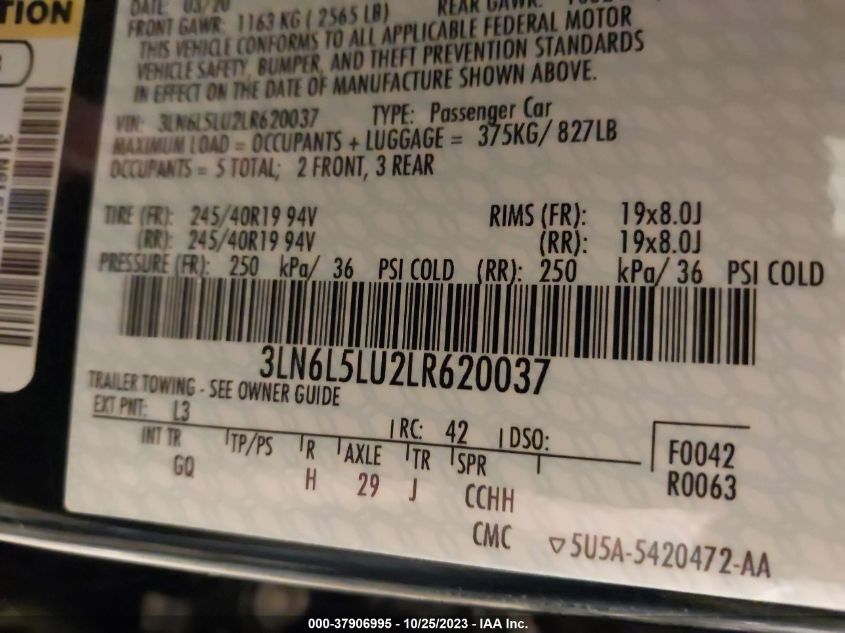 TION
DATE: 03/20 REAR GAWR:
FRONT GAWR: 1163 KG ( 2565 LB)
THIS VEHICLE CONFORMS TO ALL APPLICABLE FEDERAL MOTOR
VEHICLE SAFETY, BUMPER, AND THEFT PREVENTION STANDARDS
IN EFFECT ON THE DATE OF MANUFACTURE SHOWN ABOVE.
VIN: 3LN6L5LU2LR620037 TYPE: Passenger Car
MAXIMUM LOAD = OCCUPANTS + LUGGAGE = 375KG/ 827LB
OCCUPANTS = 5 TOTAL; 2 FRONT, 3 REAR
TIRE (FR): 245/40R19 94V RIMS (FR): 19x8.0J
(RR): 245/40R19 94V (RR): 19x8.0J
PRESSURE (FR): 250 kPa/ 36 PSI COLD (RR): 250 kPa/ 36 PSI COLD
3LN6L5LU2LR620037
TRAILER TOWING - SEE OWNER GUIDE
EXT PNT: L3 RC: 42 DSO:
INT TR TP/PS R AXLE TR SPR F0042
GQ H 29 J CCHH R0063
CMC ▽5U5A-5420472-AA
000-37906995 - 10/25/2023 - IAA Inc.